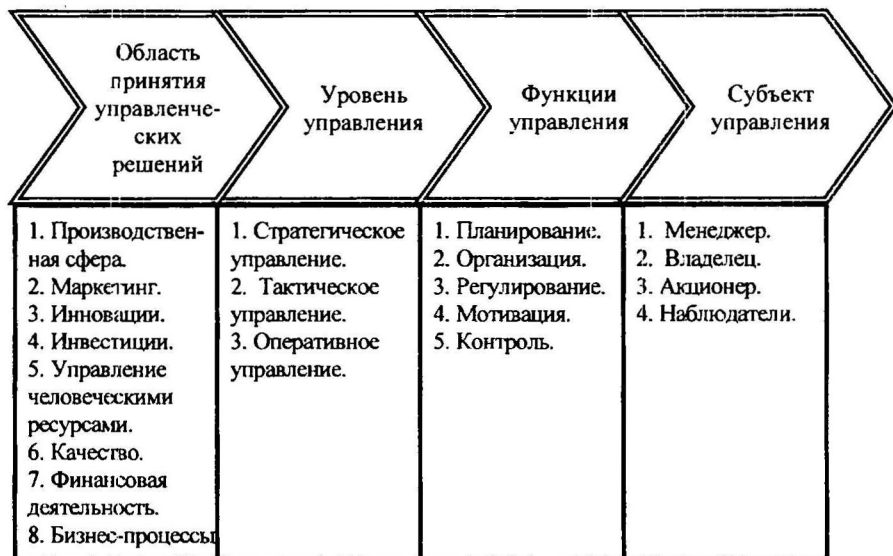 Область
принятия
управленче-
ских
решений
Уровень
управления
Функции
управления
Субъект
управления
1. Производствен-
ная сфера.
2. Маркетинг.
3. Инновации.
4. Инвестиции.
5. Управление
человеческими
ресурсами.
6. Качество.
7. Финансовая
деятельность.
8. Бизнес-процессы
1. Стратегическое
управление.
2. Тактическое
управление.
3. Оперативное
управление.
1. Планирование.
2. Организация.
3. Регулирование.
4. Мотивация.
5. Контроль.
1. Менеджер.
2. Владелец.
3. Акционер.
4. Наблюдатели.